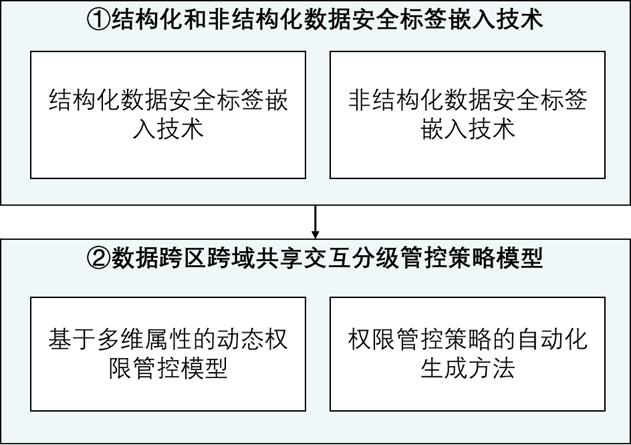 ①结构化和非结构化数据安全标签嵌入技术
结构化数据安全标签嵌
入技术
非结构化数据安全标签
嵌入技术
②数据跨区跨域共享交互分级管控策略模型
基于多维属性的动态权
限管控模型
权限管控策略的自动化
生成方法